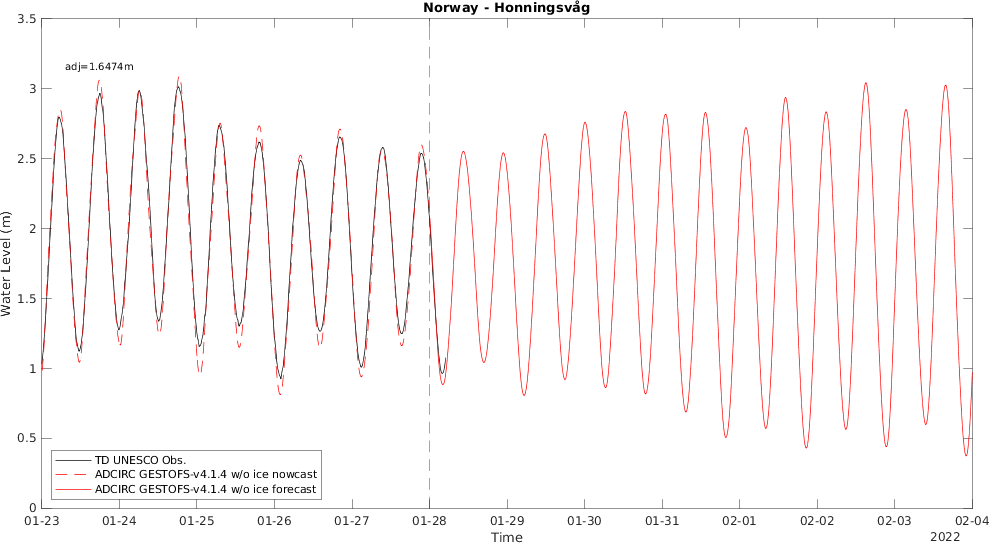 Norway - Honningsvåg
adj=1.6474m
Water Level (m)
3.5
3
2.5
2
1.5
1
0.5
0
TD UNESCO Obs.
ADCIRC GESTOFS-v4.1.4 w/o ice nowcast
ADCIRC GESTOFS-v4.1.4 w/o ice forecast
01-23 01-24 01-25 01-26 01-27 01-28 01-29 01-30 01-31 02-01 02-02 02-03 02-04
Time
2022